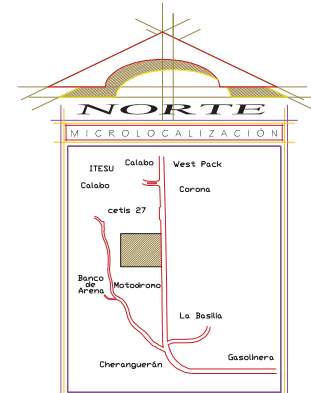 NORTE
MICROLOCALIZACIÓN
Calabo
West Pack
ITESU
Calabo
Corona
cetis 27
Banco
de
Arena
Motodromo
La Basilia
Gasolinera
Cheranguerán